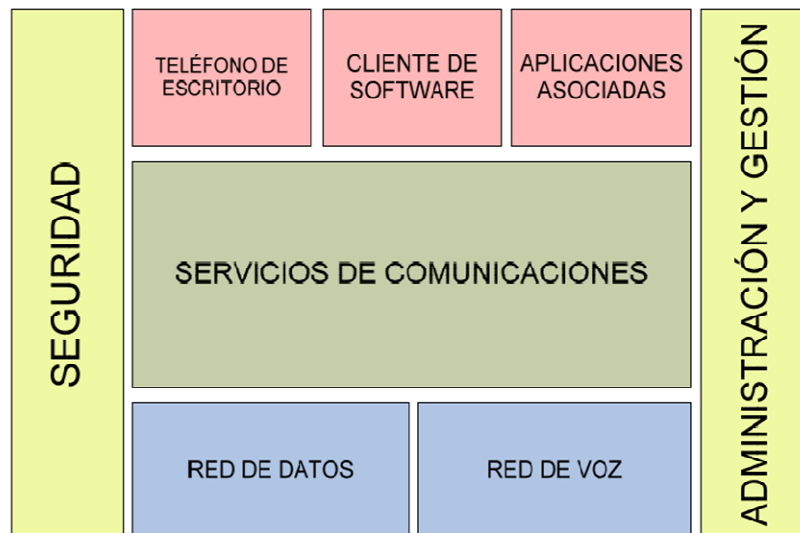 SEGURIDAD
TELÉFONO DE
ESCRITORIO
CLIENTE DE
SOFTWARE
APLICACIONES
ASOCIADAS
SERVICIOS DE COMUNICACIONES
RED DE DATOS
RED DE VOZ
ADMINISTRACIÓN Y GESTIÓN